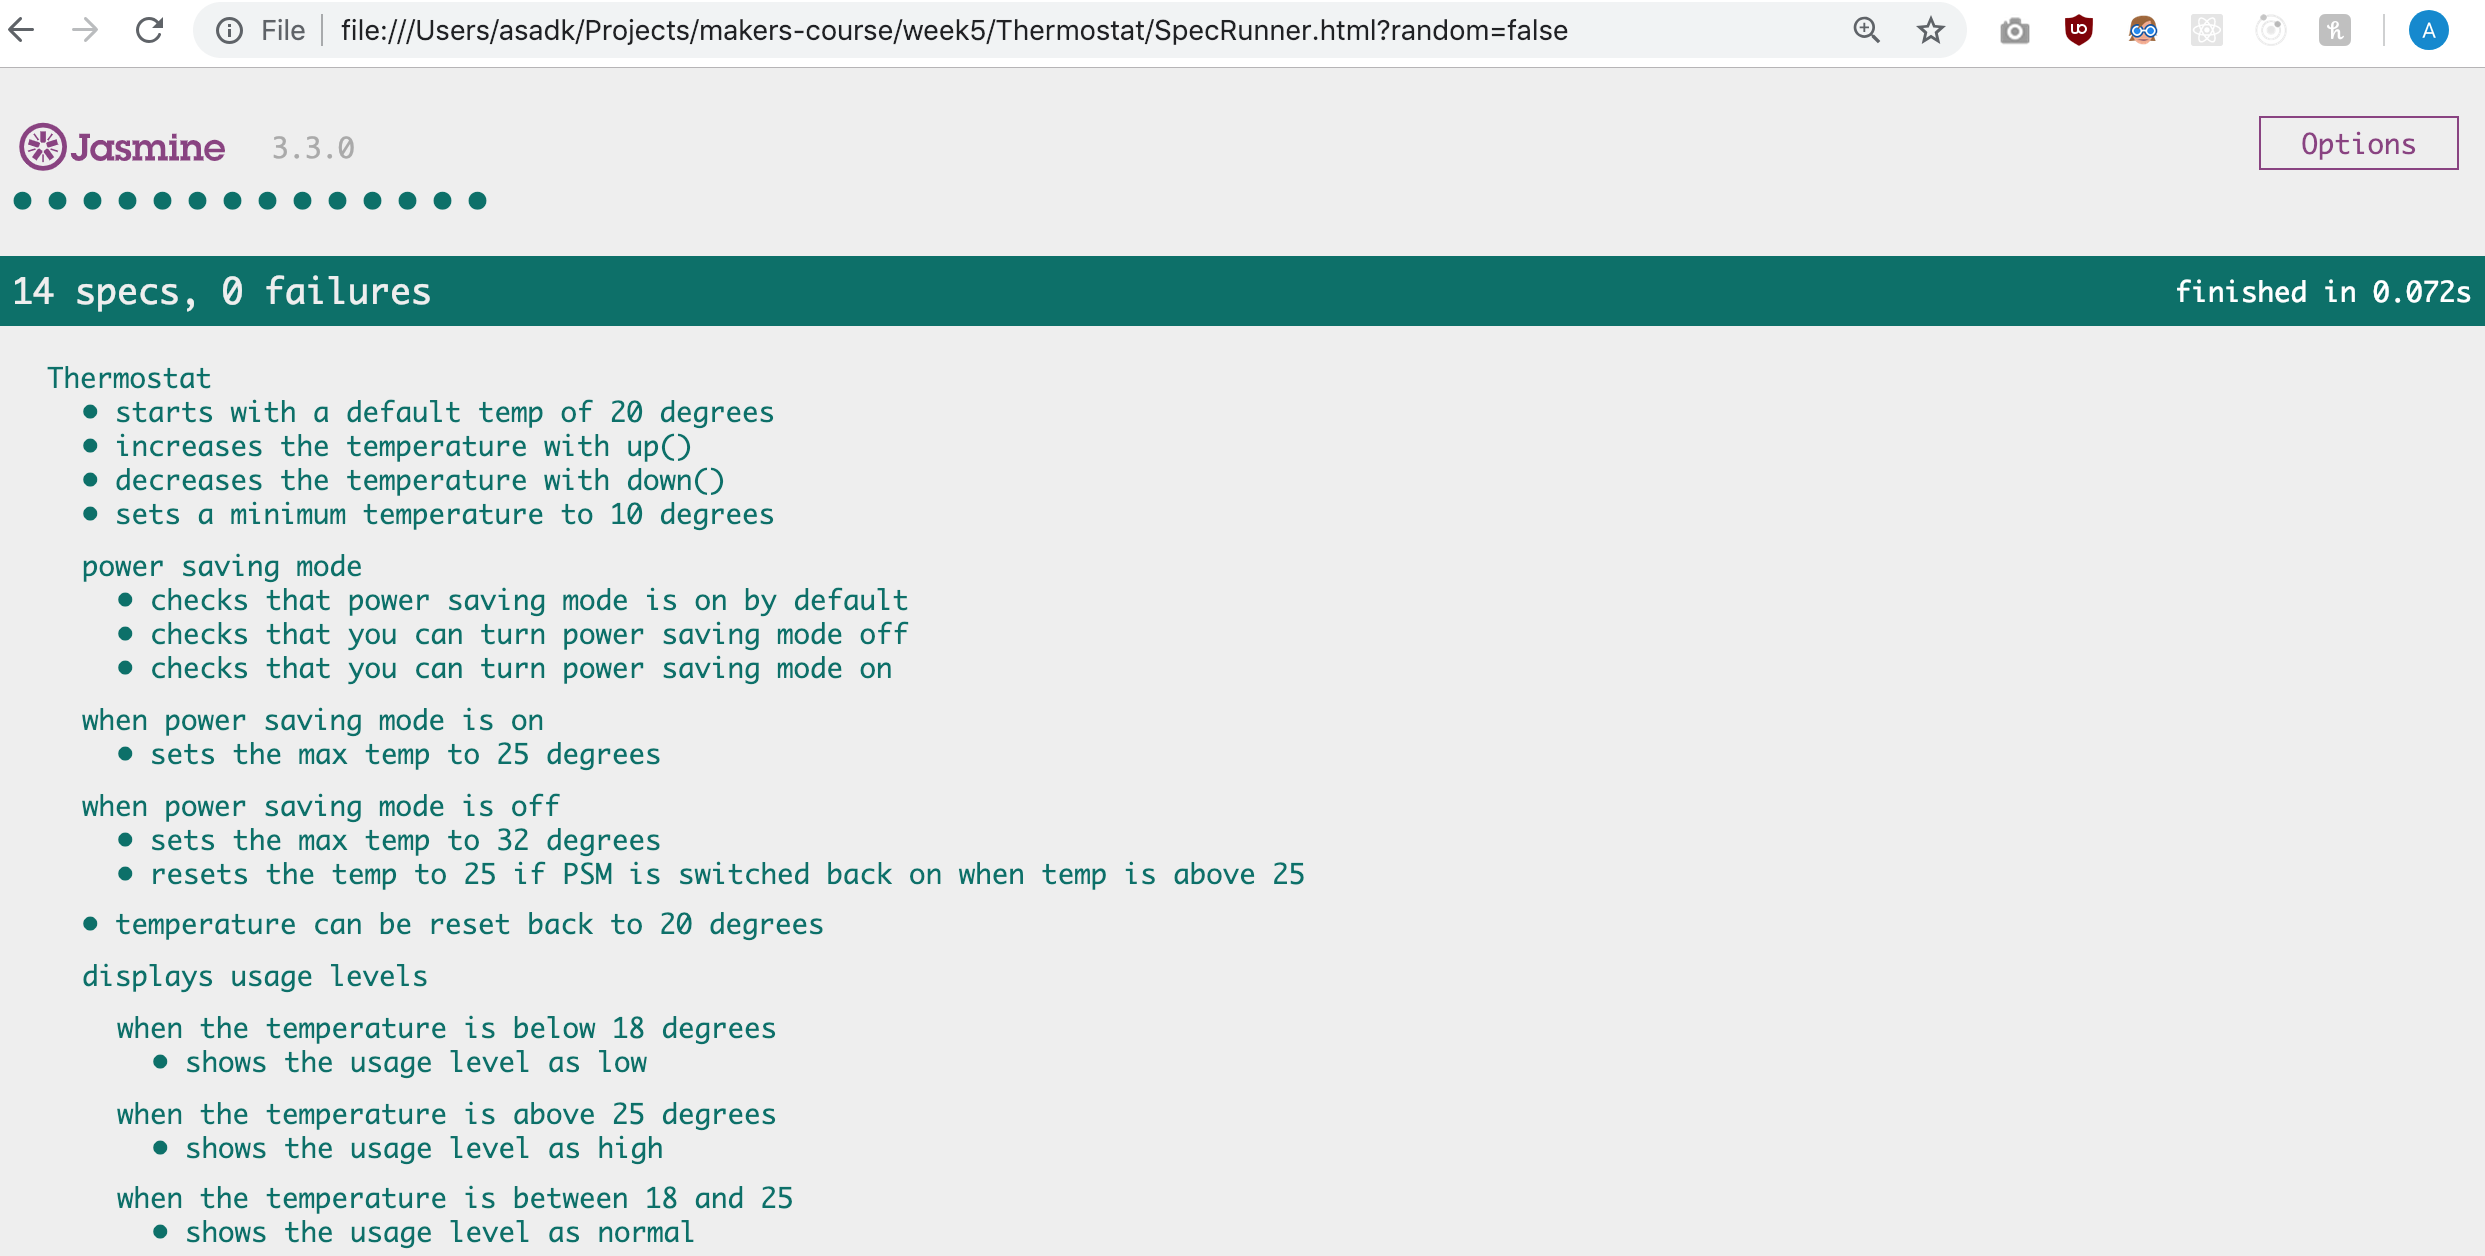 File file:///Users/asadk/Projects/makers-course/week5/Thermostat/SpecRunner.html?random=false
A
Jasmine 3.3.0
Options
14 specs, 0 failures
finished in 0.072s
Thermostat
• starts with a default temp of 20 degrees
• increases the temperature with up()
• decreases the temperature with down()
• sets a minimum temperature to 10 degrees
power saving mode
• checks that power saving mode is on by default
• checks that you can turn power saving mode off
• checks that you can turn power saving mode on
when power saving mode is on
• sets the max temp to 25 degrees
when power saving mode is off
• sets the max temp to 32 degrees
• resets the temp to 25 if PSM is switched back on when temp is above 25
• temperature can be reset back to 20 degrees
displays usage levels
when the temperature is below 18 degrees
• shows the usage level as low
when the temperature is above 25 degrees
• shows the usage level as high
when the temperature is between 18 and 25
• shows the usage level as normal